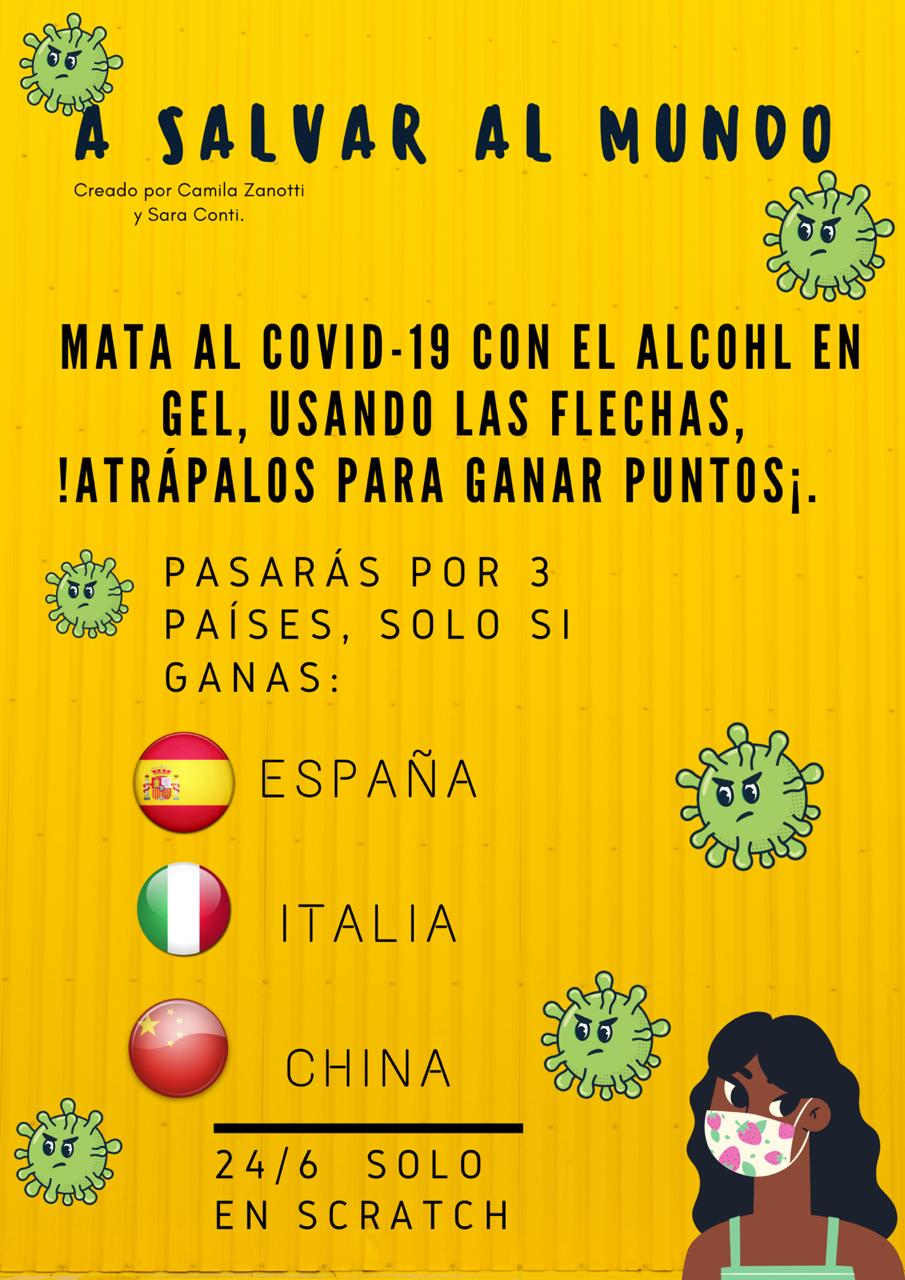 A SALVAR AL MUNDO
Creado por Camila Zanotti
y Sara Conti.
MATA AL COVID-19 CON EL ALCOHL EN
GEL, USANDO LAS FLECHAS,
!ATRÁPALOS PARA GANAR PUNTOS¡.
PASARÁS POR 3
PAÍSES, SOLO SI
GANAS:
ESPAÑA
ITALIA
CHINA
24/6 SOLO
EN SCRATCH